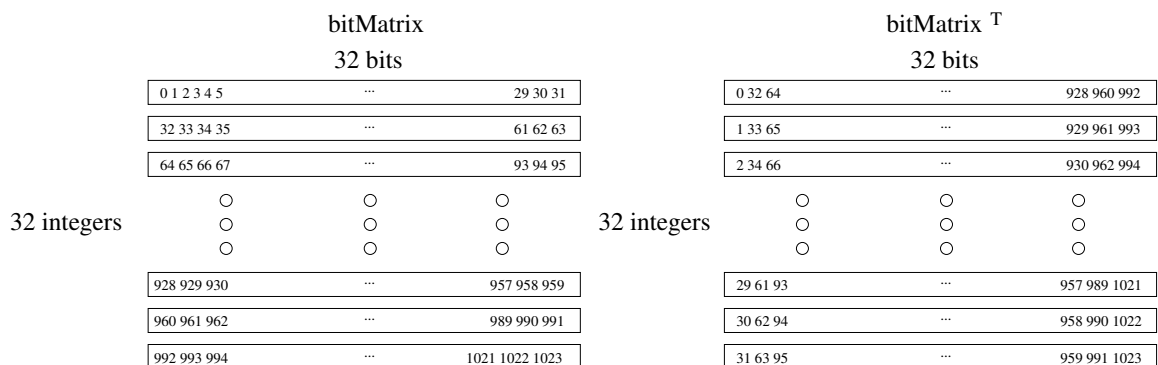 bitMatrix
32 bits
0 1 2 3 4 5 ... 29 30 31
32 33 34 35 ... 61 62 63
64 65 66 67 ... 93 94 95
32 integers
928 929 930 ... 957 958 959
960 961 962 ... 989 990 991
992 993 994 ... 1021 1022 1023
bitMatrix T
32 bits
0 32 64 ... 928 960 992
1 33 65 ... 929 961 993
2 34 66 ... 930 962 994
32 integers
29 61 93 ... 957 989 1021
30 62 94 ... 958 990 1022
31 63 95 ... 959 991 1023